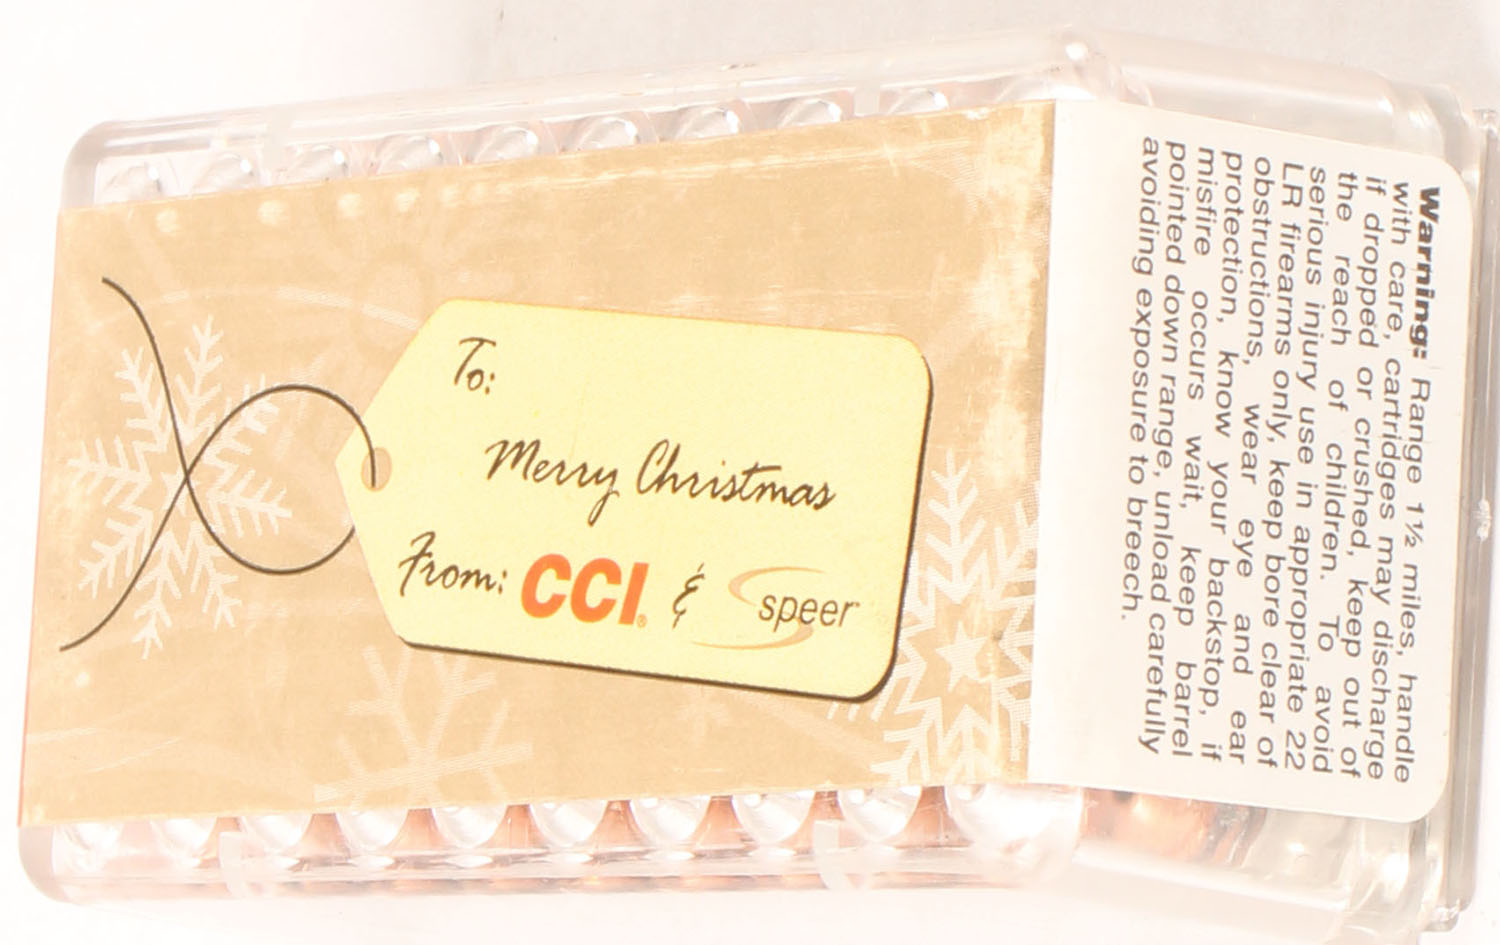 To:
Merry Christmas
From: CCI® & speer
Warning: Range 1½ miles, handle
with care, cartridges may discharge
if dropped or crushed, keep out of
the reach of children. To avoid
serious injury use in appropriate 22
LR firearms only, keep bore clear of
obstructions, wear eye and ear
protection, know your backstop, if
misfire occurs wait, keep barrel
pointed down range, unload carefully
avoiding exposure to breech.